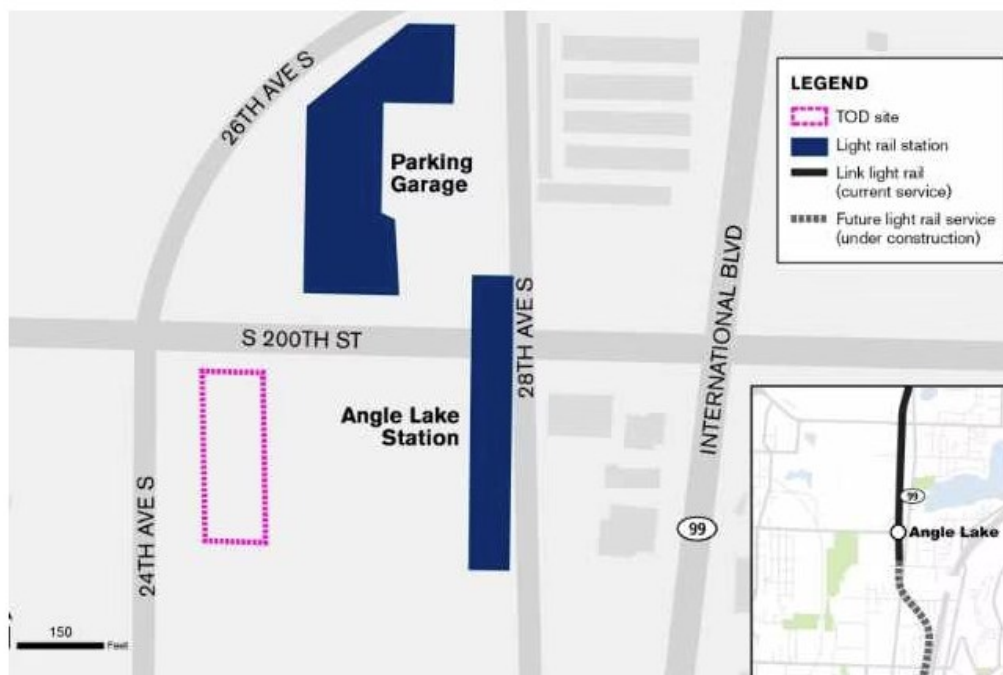 26TH AVE S
Parking
Garage
S 200TH ST
28TH AVE S
INTERNATIONAL BLVD
Angle Lake
Station
24TH AVE S
99
150
Feet
LEGEND
TOD site
Light rail station
Link light rail
(current service)
Future light rail service
(under construction)
99
Angle Lake